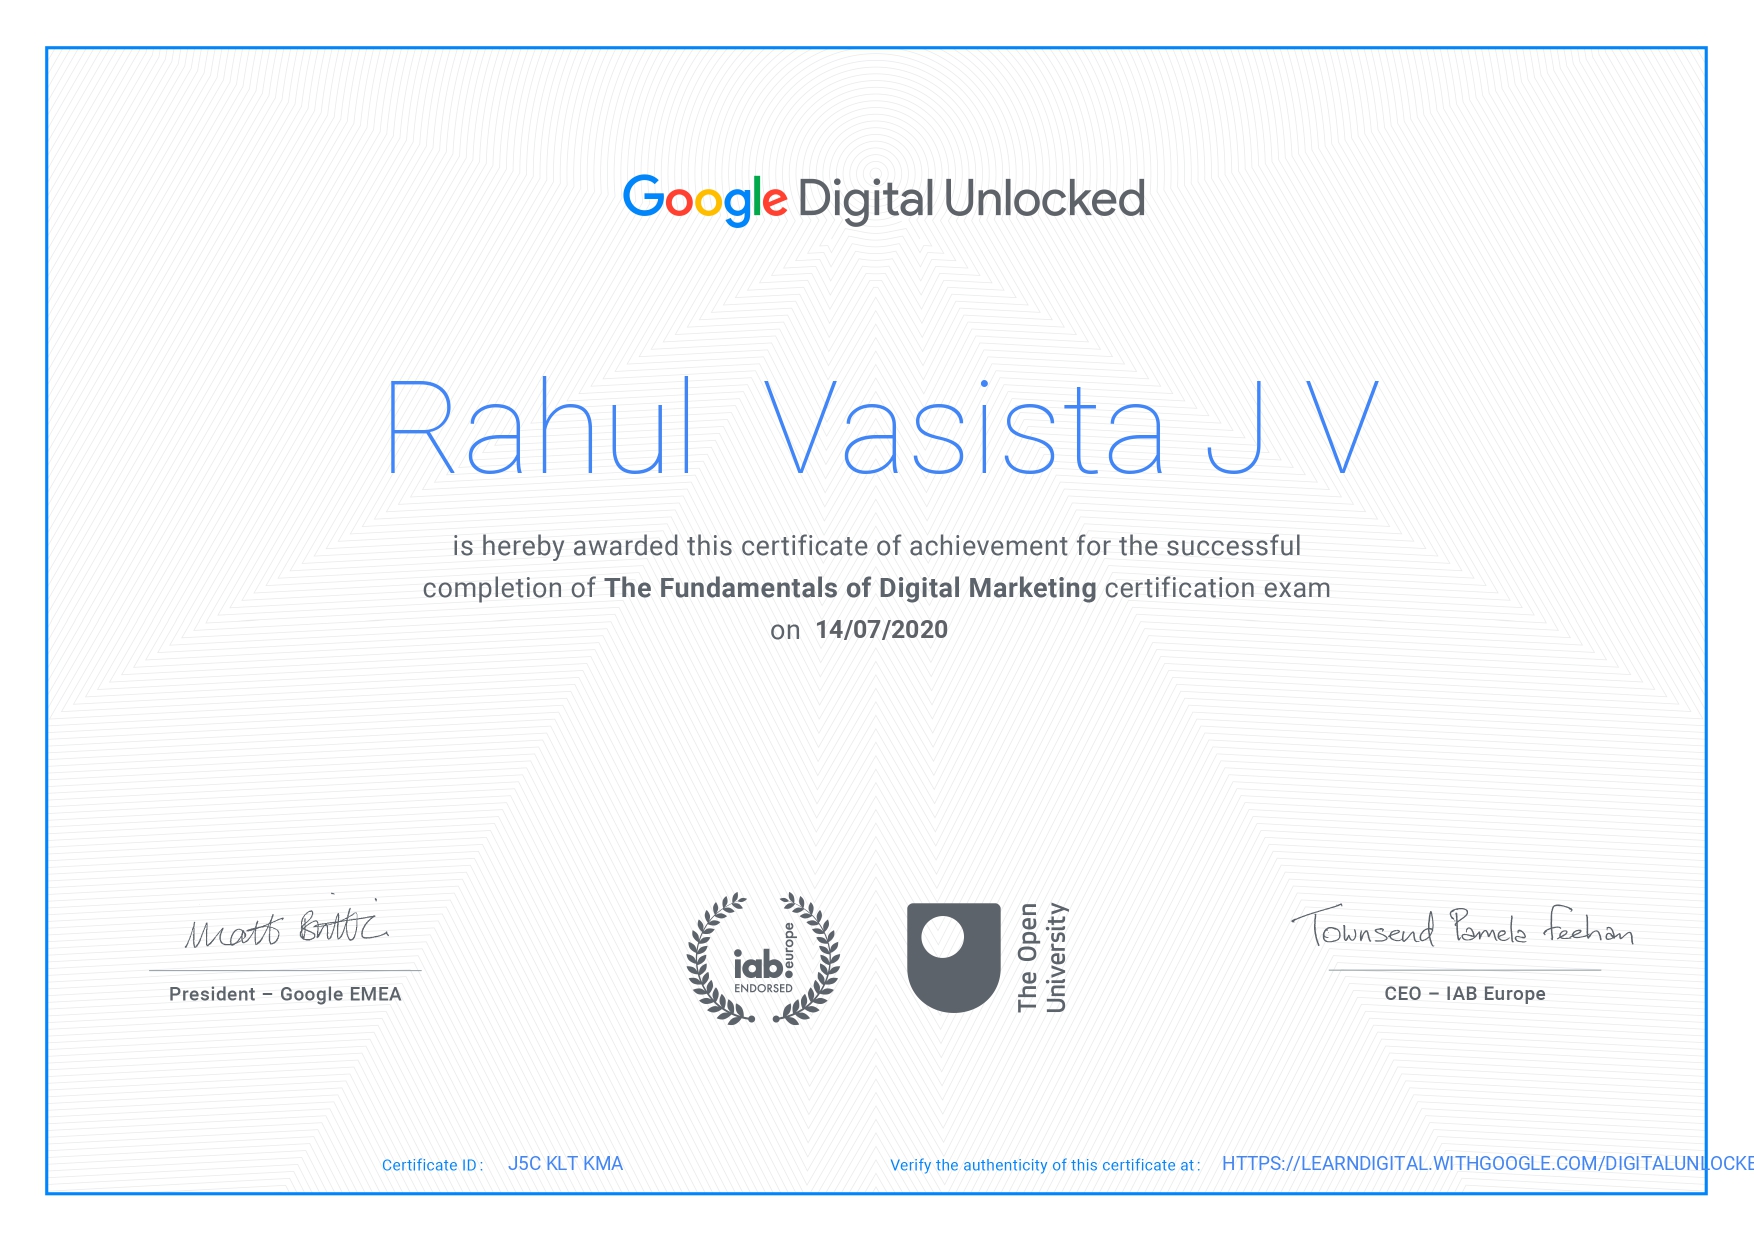 Google Digital Unlocked
Rahul Vasista J V
is hereby awarded this certificate of achievement for the successful
completion of The Fundamentals of Digital Marketing certification exam
on 14/07/2020
Matt Brittin
President – Google EMEA
iab europe
ENDORSED
The Open
University
Townsend Pamela Feehan
CEO – IAB Europe
Certificate ID : J5C KLT KMA
Verify the authenticity of this certificate at : HTTPS://LEARNDIGITAL.WITHGOOGLE.COM/DIGITALUNLOCKE